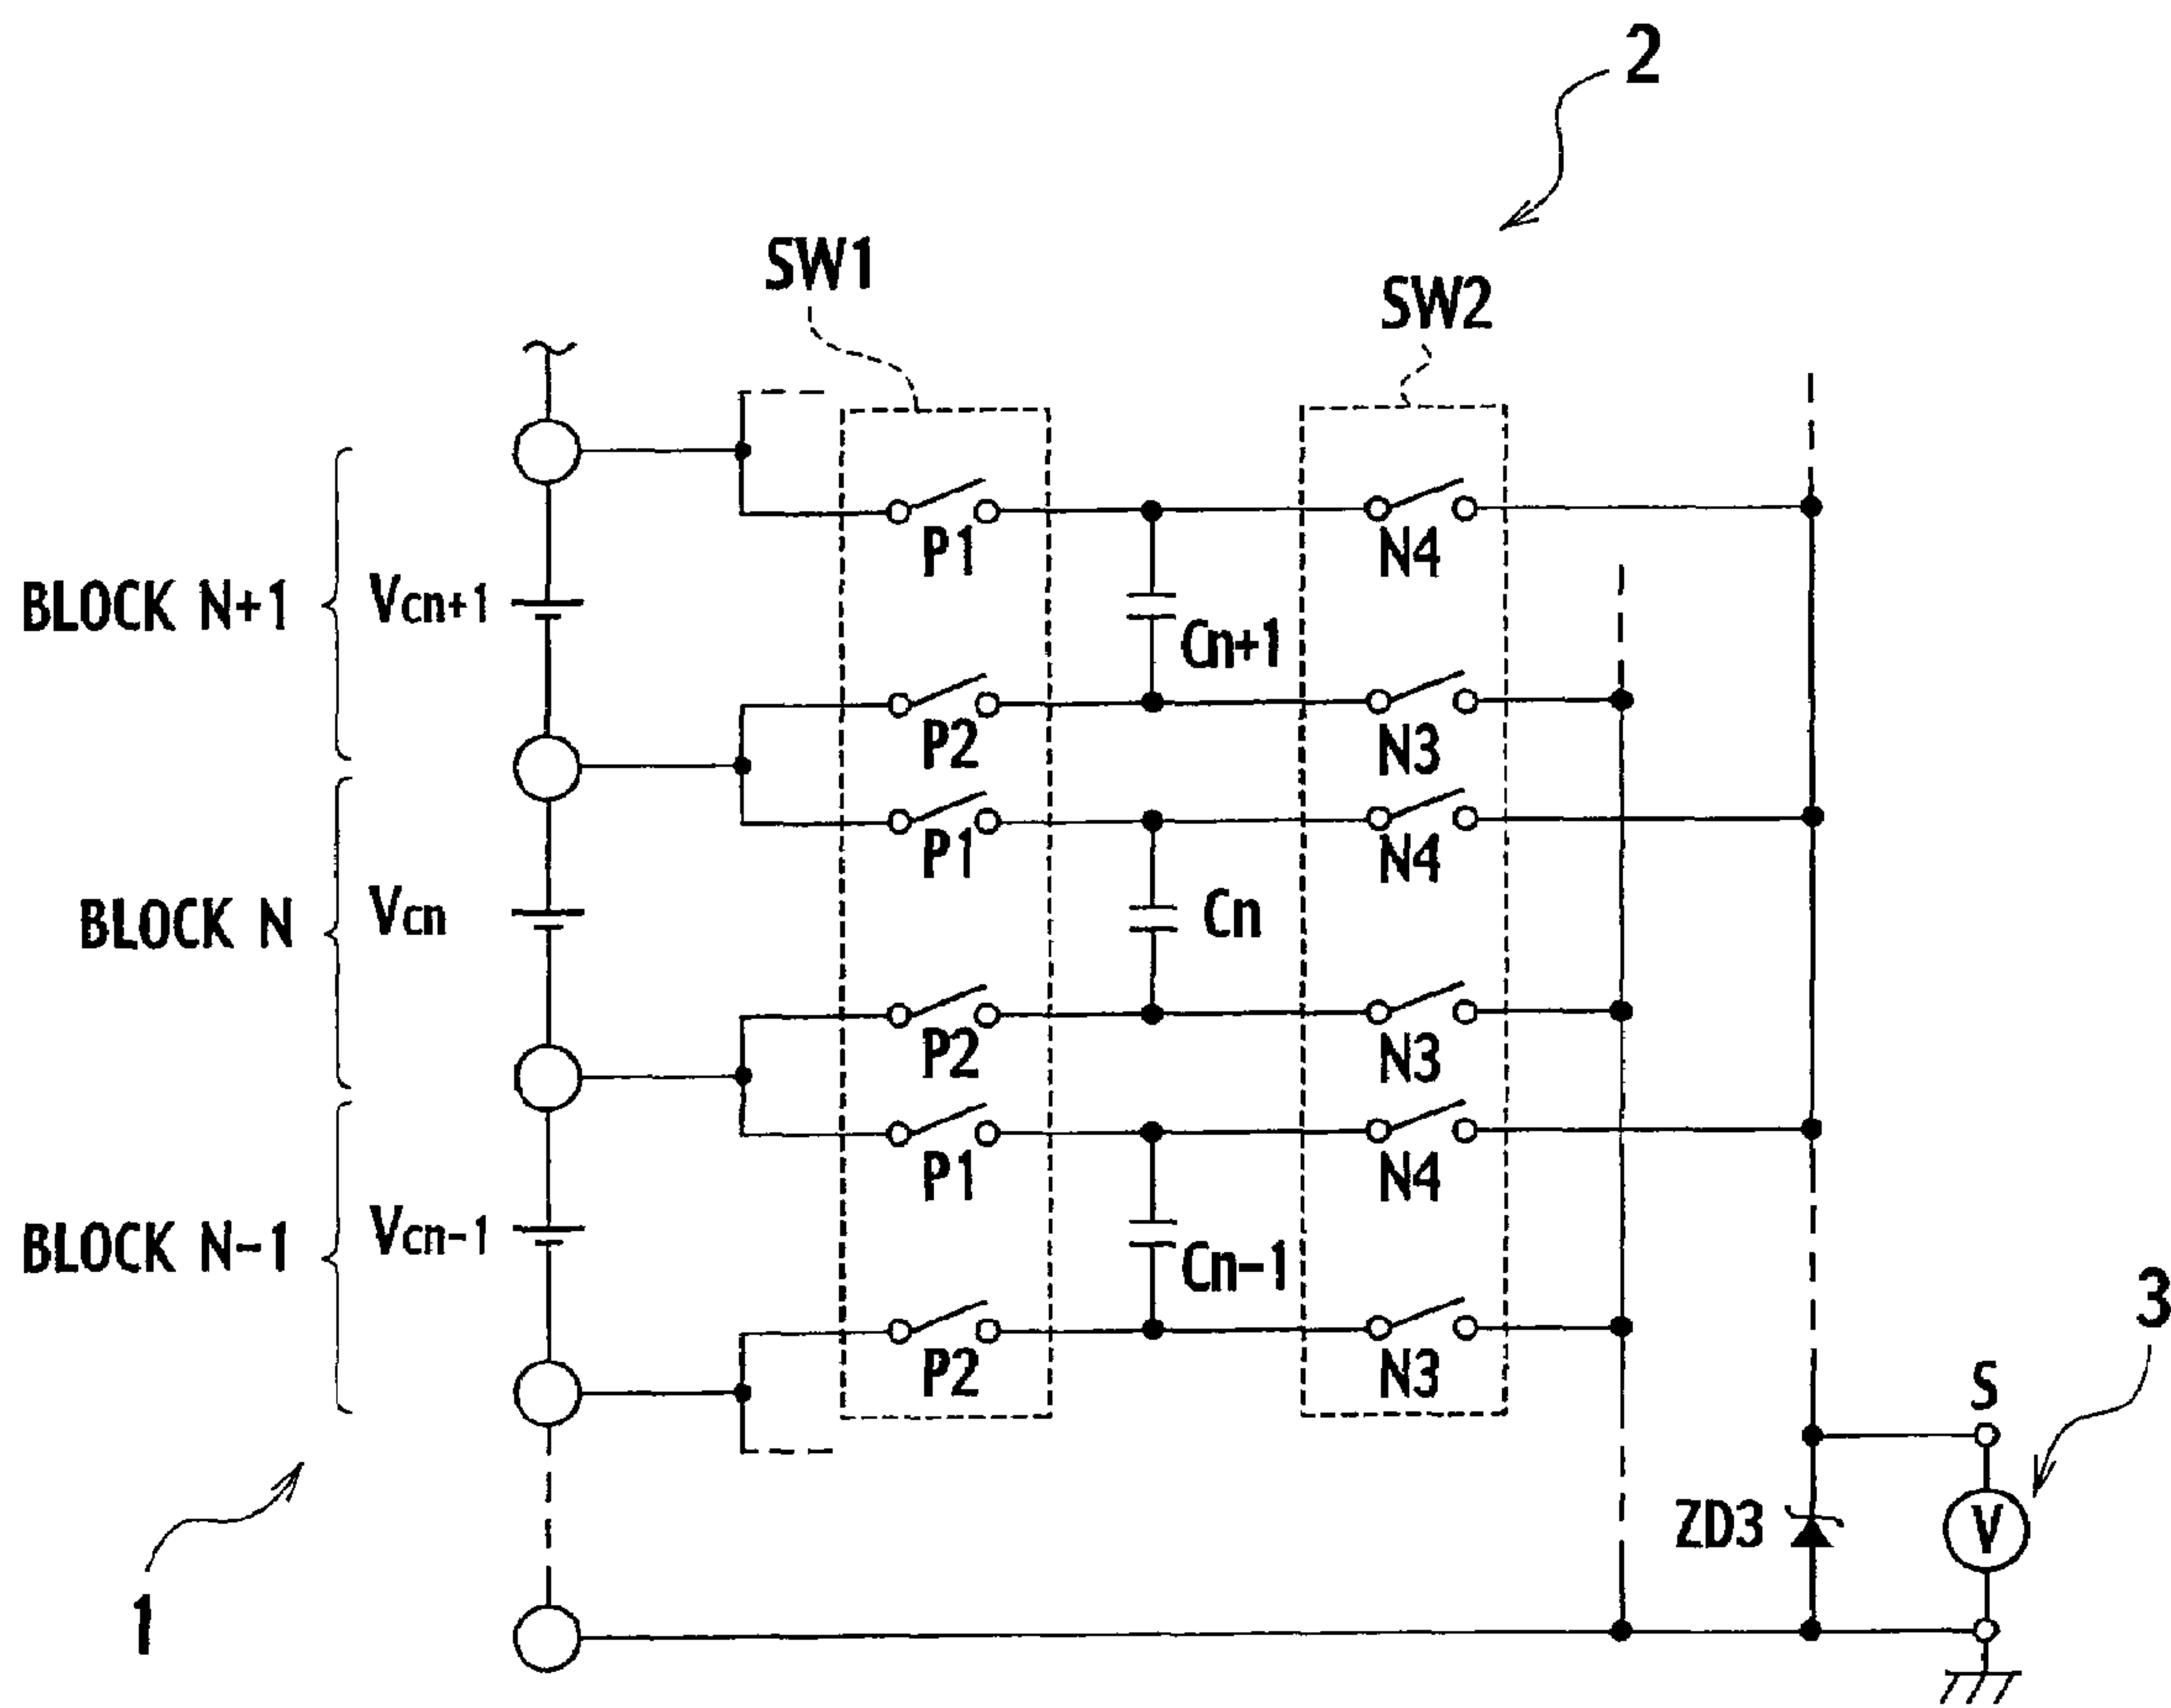 2
SW1
SW2
P1
N4
BLOCK N+1
Vcn+1
Cn+1
P2
N3
P1
N4
BLOCK N
Vcn
Cn
P2
N3
P1
N4
BLOCK N-1
Vcn-1
Cn-1
3
P2
N3
S
ZD3
V
1